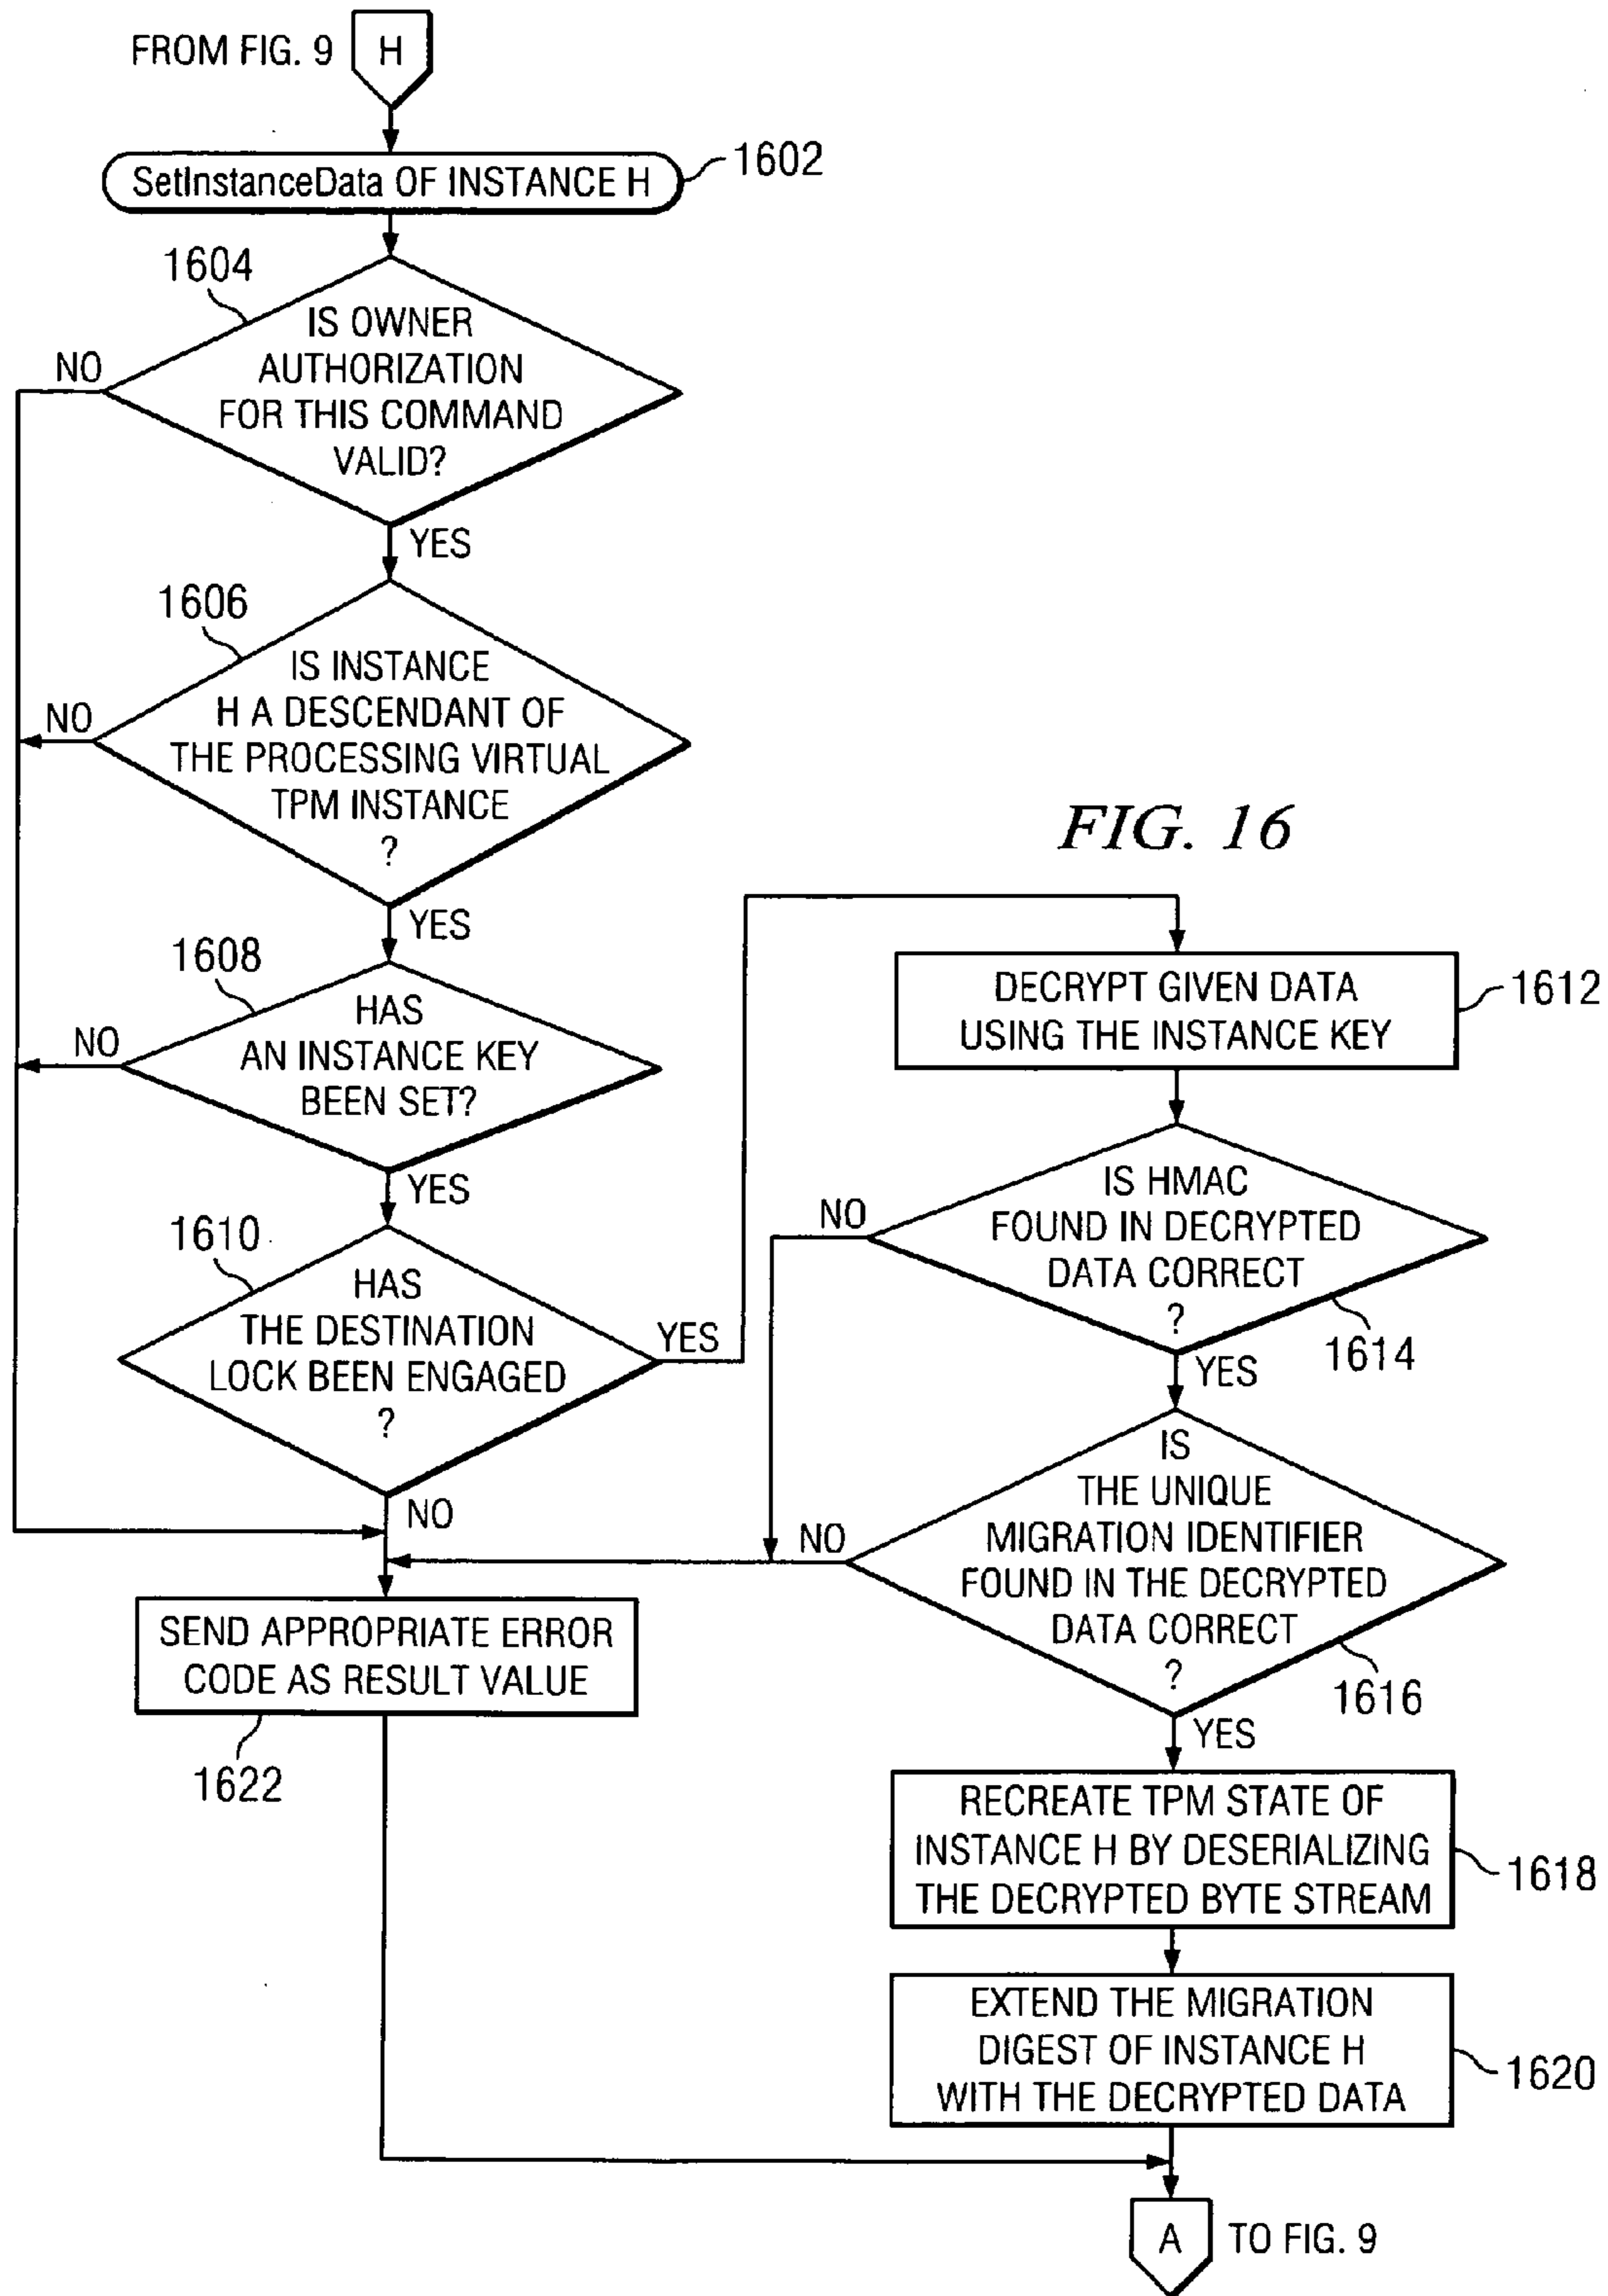 FROM FIG. 9
H
SetInstanceData OF INSTANCE H
1602
1604
IS OWNER
AUTHORIZATION
FOR THIS COMMAND
VALID?
NO
YES
1606
IS INSTANCE
H A DESCENDANT OF
THE PROCESSING VIRTUAL
TPM INSTANCE
?
NO
YES
1608
HAS
AN INSTANCE KEY
BEEN SET?
NO
YES
1610
HAS
THE DESTINATION
LOCK BEEN ENGAGED
?
YES
NO
SEND APPROPRIATE ERROR
CODE AS RESULT VALUE
1622
FIG. 16
DECRYPT GIVEN DATA
USING THE INSTANCE KEY
1612
IS HMAC
FOUND IN DECRYPTED
DATA CORRECT
?
NO
1614
YES
IS
THE UNIQUE
MIGRATION IDENTIFIER
FOUND IN THE DECRYPTED
DATA CORRECT
?
NO
1616
YES
RECREATE TPM STATE OF
INSTANCE H BY DESERIALIZING
THE DECRYPTED BYTE STREAM
1618
EXTEND THE MIGRATION
DIGEST OF INSTANCE H
WITH THE DECRYPTED DATA
1620
A
TO FIG. 9